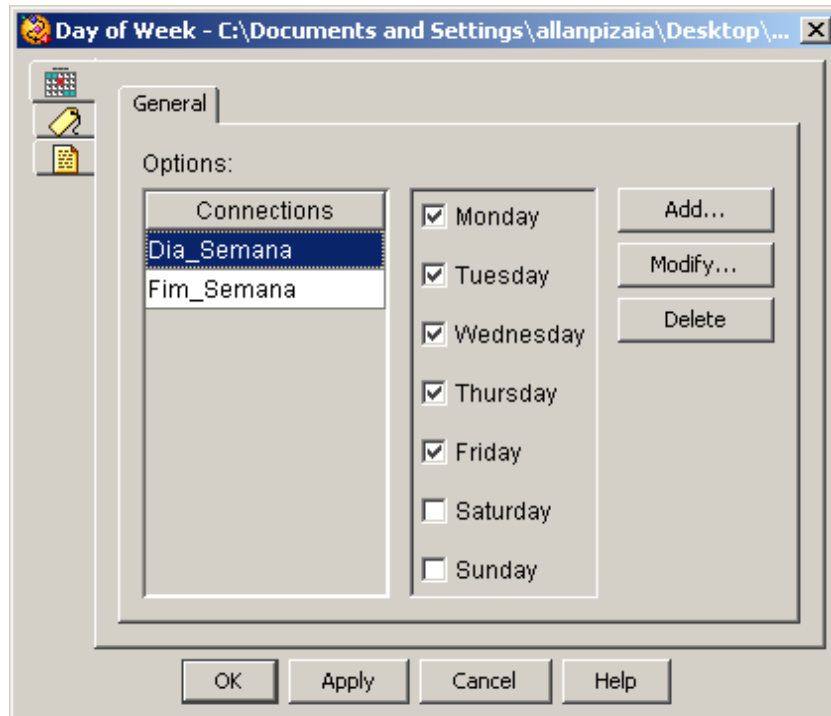 Day of Week - C:\Documents and Settings\allanpizaia\Desktop\...
General
Options:
Connections
Dia_Semana
Fim_Semana
Monday
Tuesday
Wednesday
Thursday
Friday
Saturday
Sunday
Add...
Modify...
Delete
OK
Apply
Cancel
Help